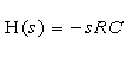 H(s) = −sRC